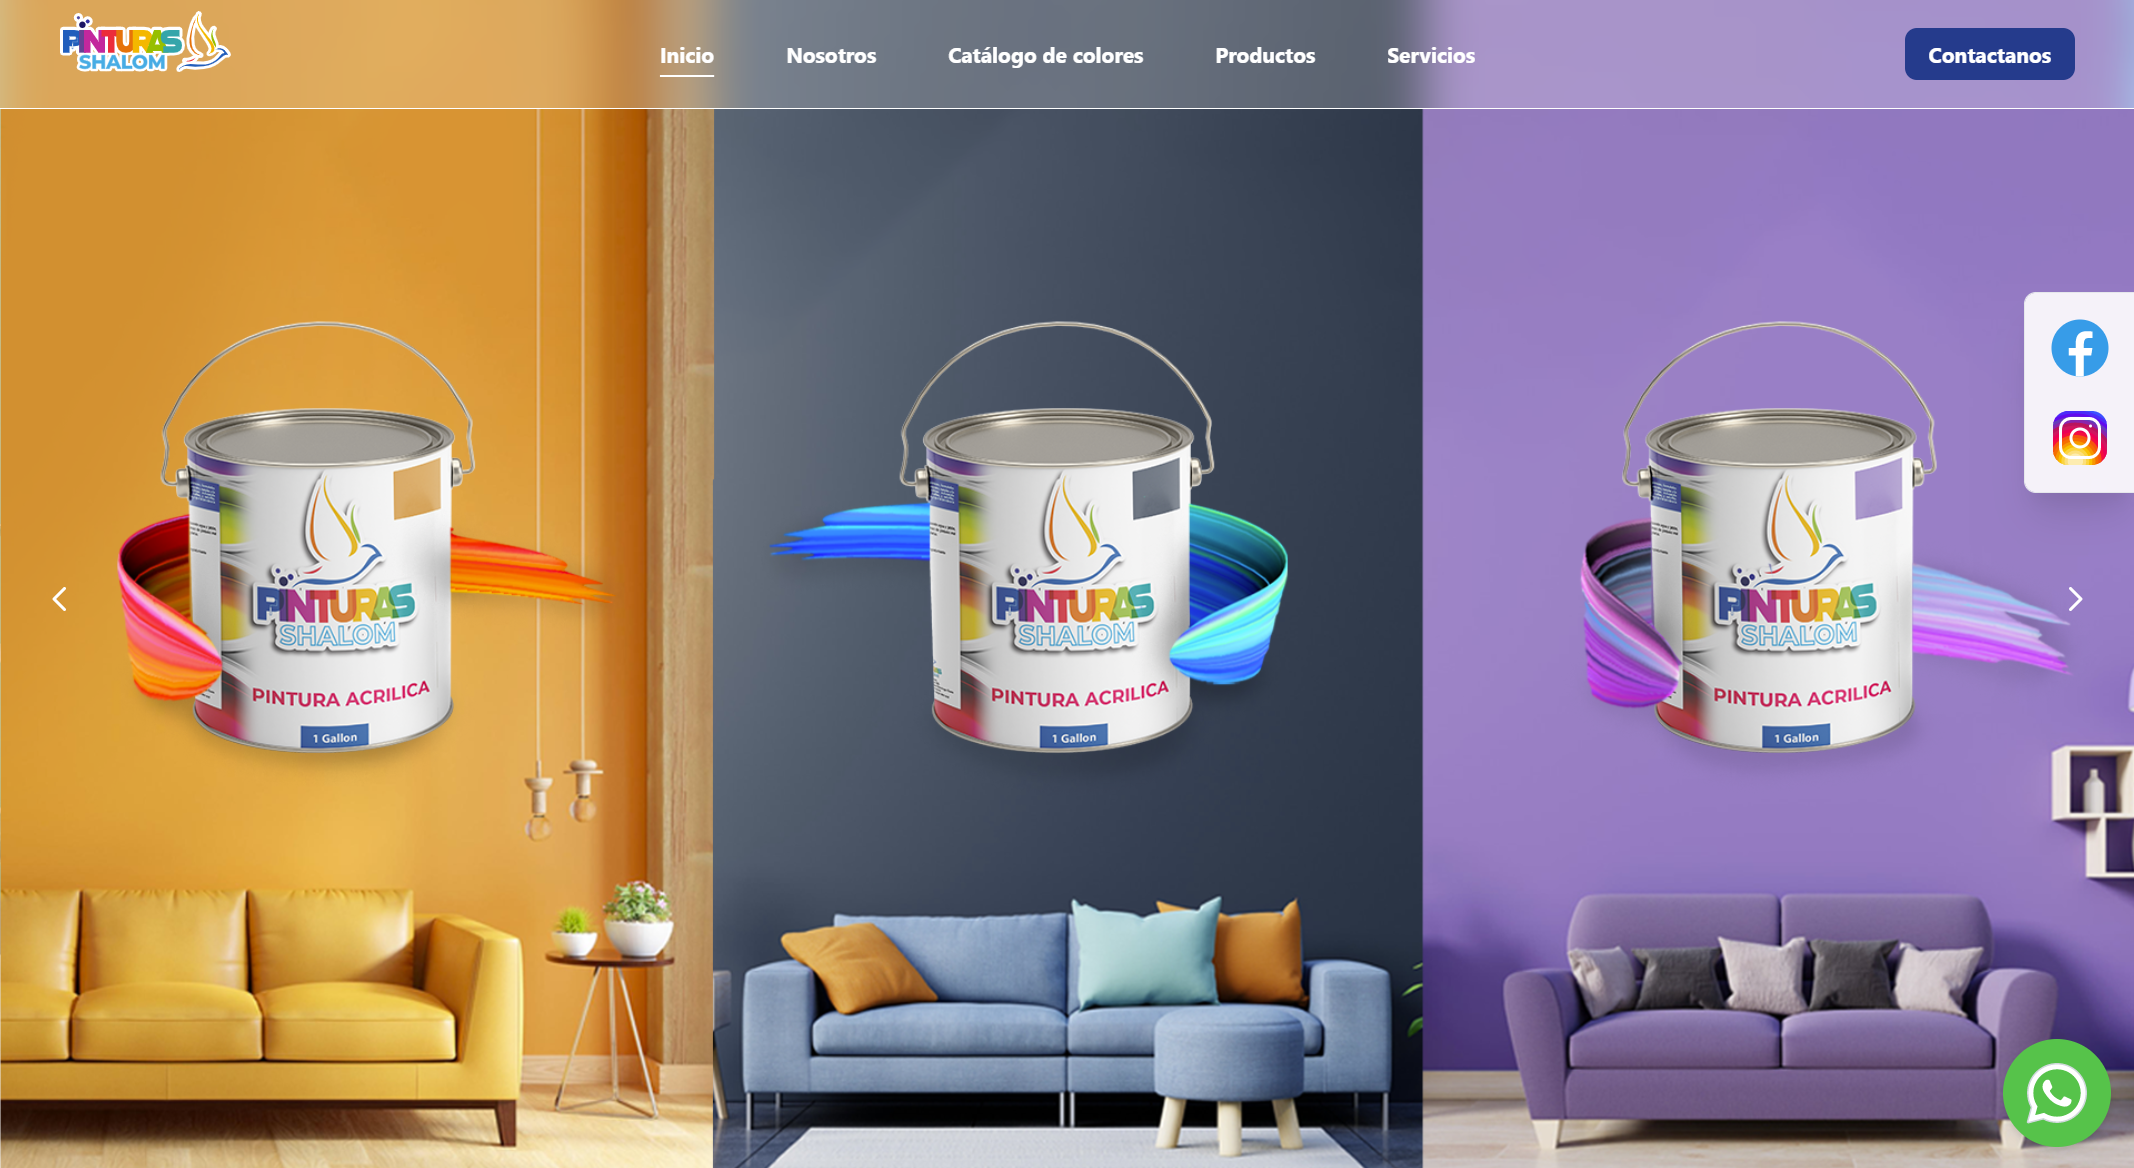 PINTURAS
SHALOM
Inicio
Nosotros
Catálogo de colores
Productos
Servicios
Contactanos
PINTURAS
SHALOM
PINTURA ACRILICA
1 Gallon
PINTURAS
SHALOM
PINTURA ACRILICA
1 Gallon
PINTURAS
SHALOM
PINTURA ACRILICA
1 Gallon